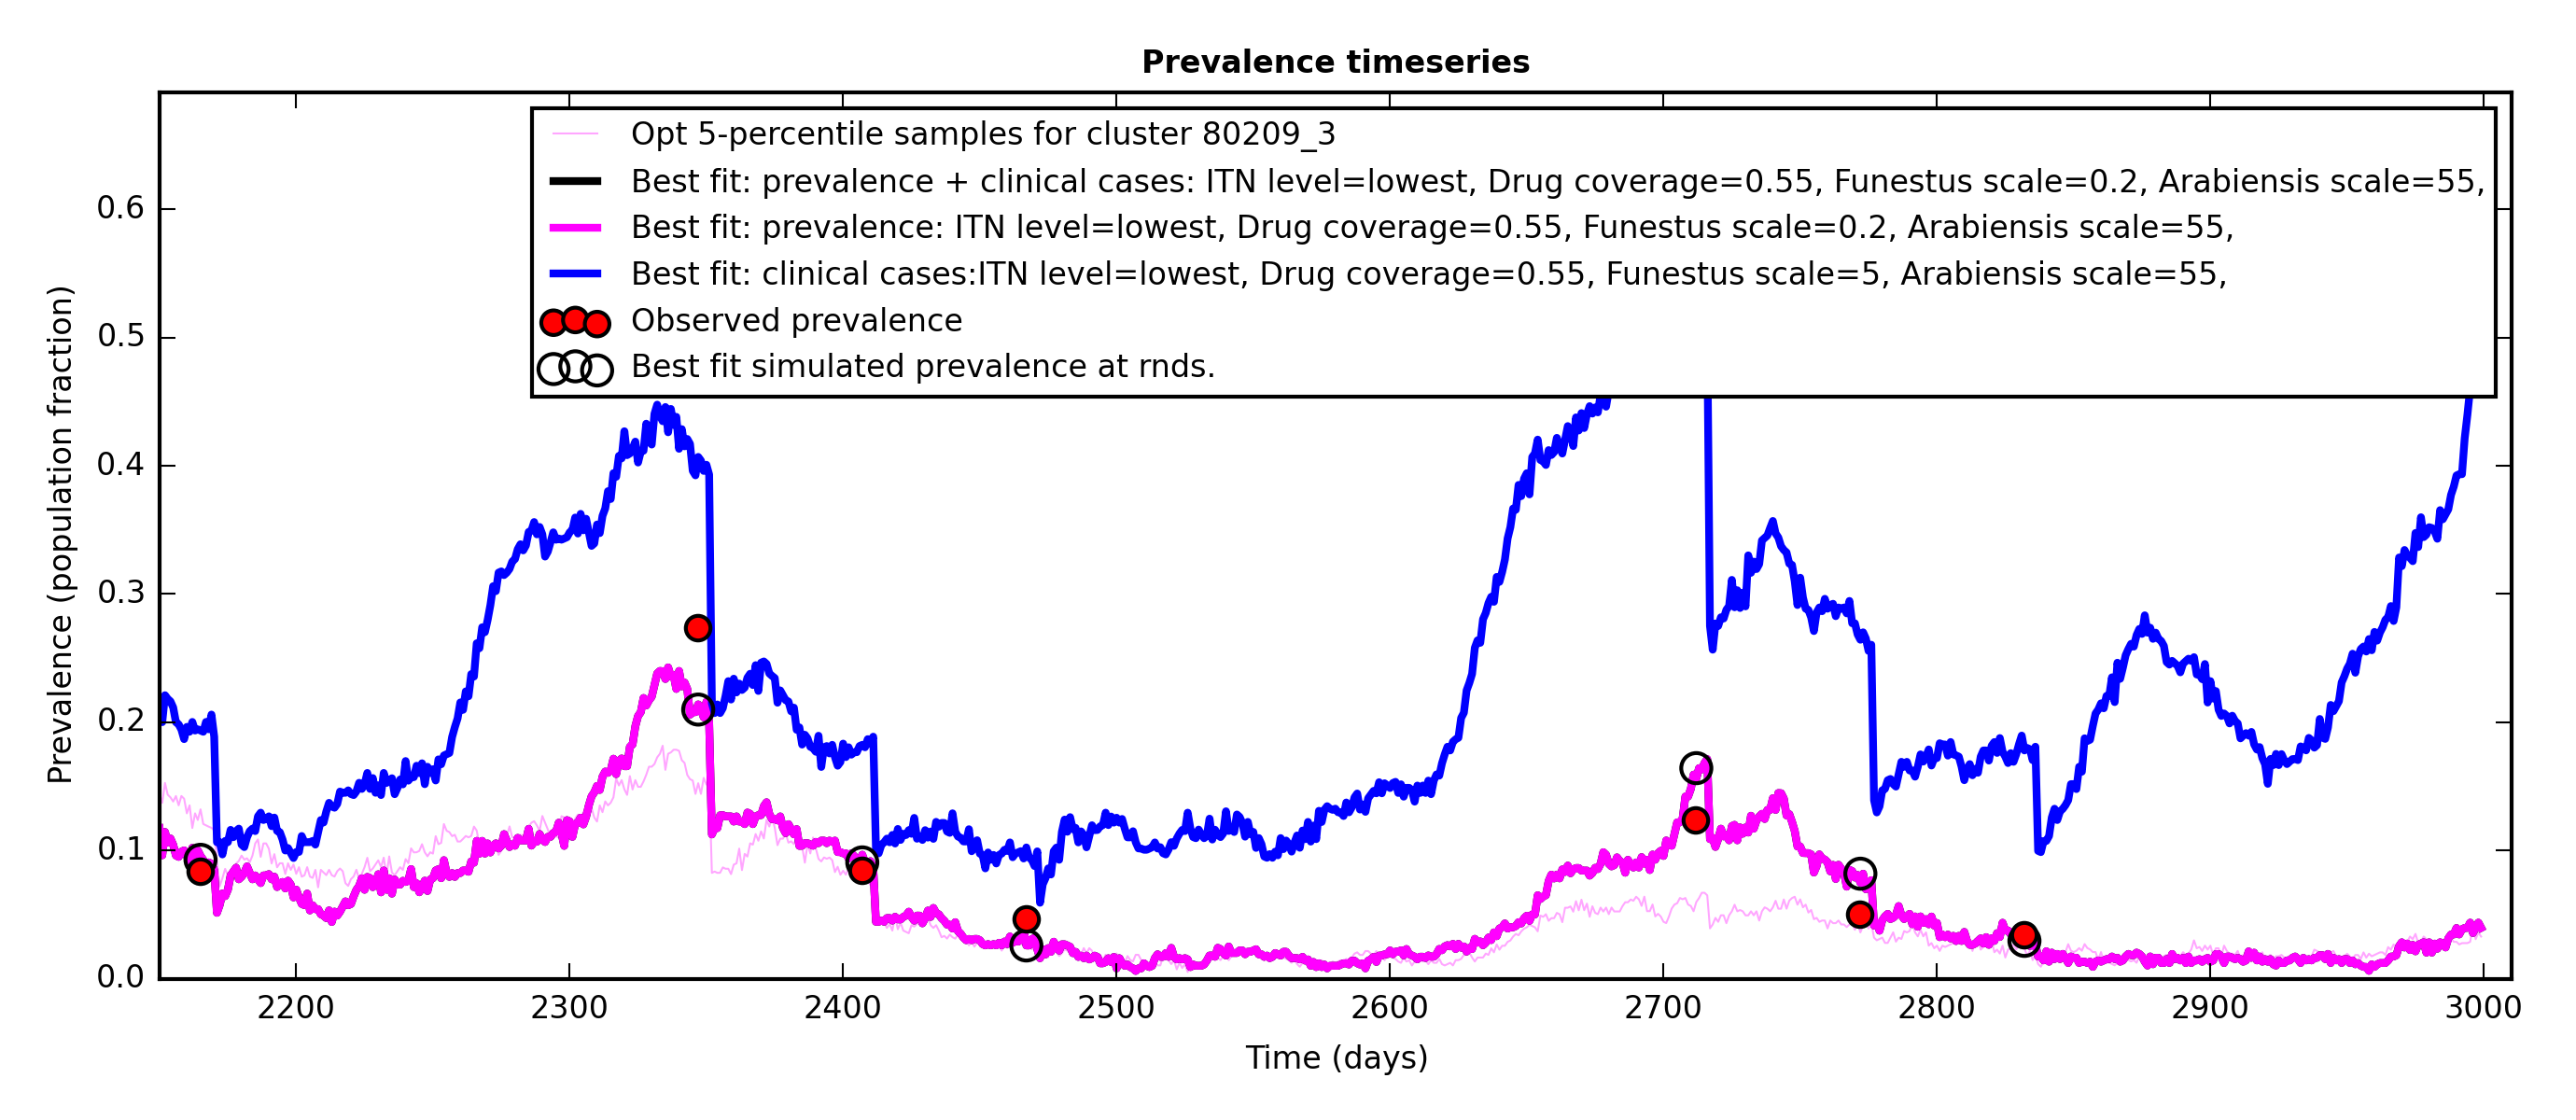 Prevalence timeseries
Opt 5-percentile samples for cluster 80209_3
Best fit: prevalence + clinical cases: ITN level=lowest, Drug coverage=0.55, Funestus scale=0.2, Arabiensis scale=55,
Best fit: prevalence: ITN level=lowest, Drug coverage=0.55, Funestus scale=0.2, Arabiensis scale=55,
Best fit: clinical cases:ITN level=lowest, Drug coverage=0.55, Funestus scale=5, Arabiensis scale=55,
Observed prevalence
Best fit simulated prevalence at rnds.
Prevalence (population fraction)
0.6
0.5
0.4
0.3
0.2
0.1
0.0
2200 2300 2400 2500 2600 2700 2800 2900 3000
Time (days)